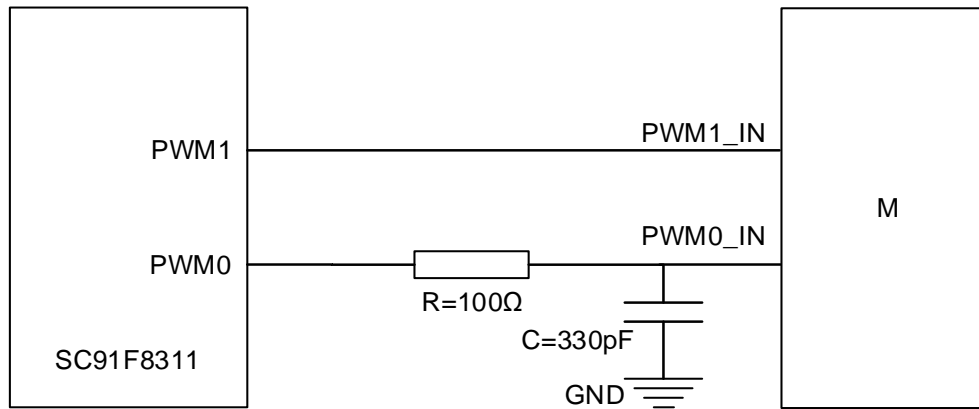 PWM1
PWM1_IN
M
PWM0
PWM0_IN
R=100Ω
C=330pF
SC91F8311
GND